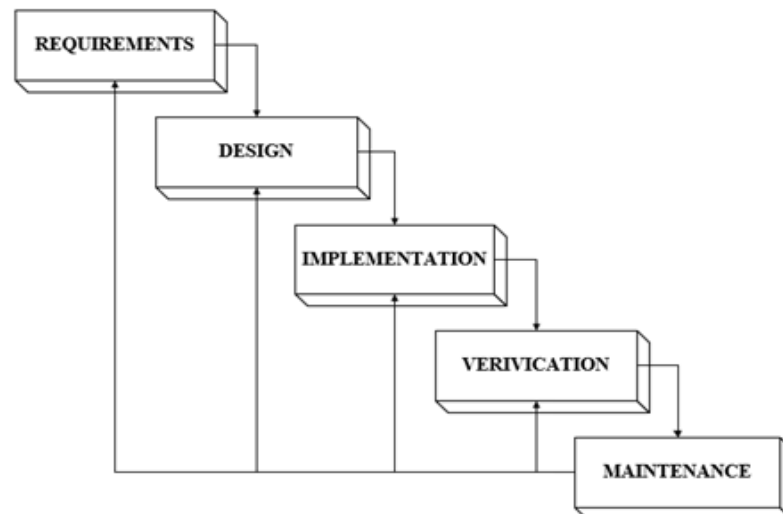 REQUIREMENTS
DESIGN
IMPLEMENTATION
VERIVICATION
MAINTENANCE